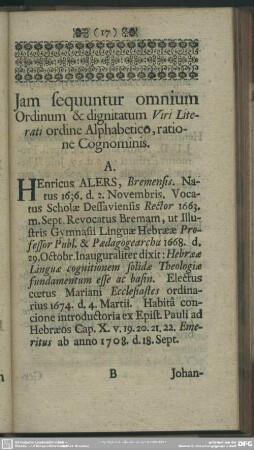 (17)
Jam sequuntur omnium
Ordinum & dignitatum Viri Lite-
rati ordine Alphabetico, ratio-
ne Cognominis.
A.
HEnricus ALERS, Bremensis. Na-
tus 1636. d. 2. Novembris. Voca-
tus Scholæ Dessaviensis Rector 1663.
m. Sept. Revocatus Bremam, ut Illu-
stris Gymnasii Linguæ Hebrææ Pro-
fessor Publ. & Pædagogearcha 1668. d.
29. Octobr. Inauguraliter dixit: Hebrææ
Linguæ cognitionem solidæ Theologiæ
fundamentum esse ac basin. Electus
cœtus Mariani Ecclesiastes ordina-
rius 1674. d. 4. Martii. Habitâ con-
cione introductoria ex Epist. Pauli ad
Hebræos Cap. X. v. 19. 20. 21. 22. Eme-
ritus ab anno 1708. d. 18. Sept.
B
Johan-